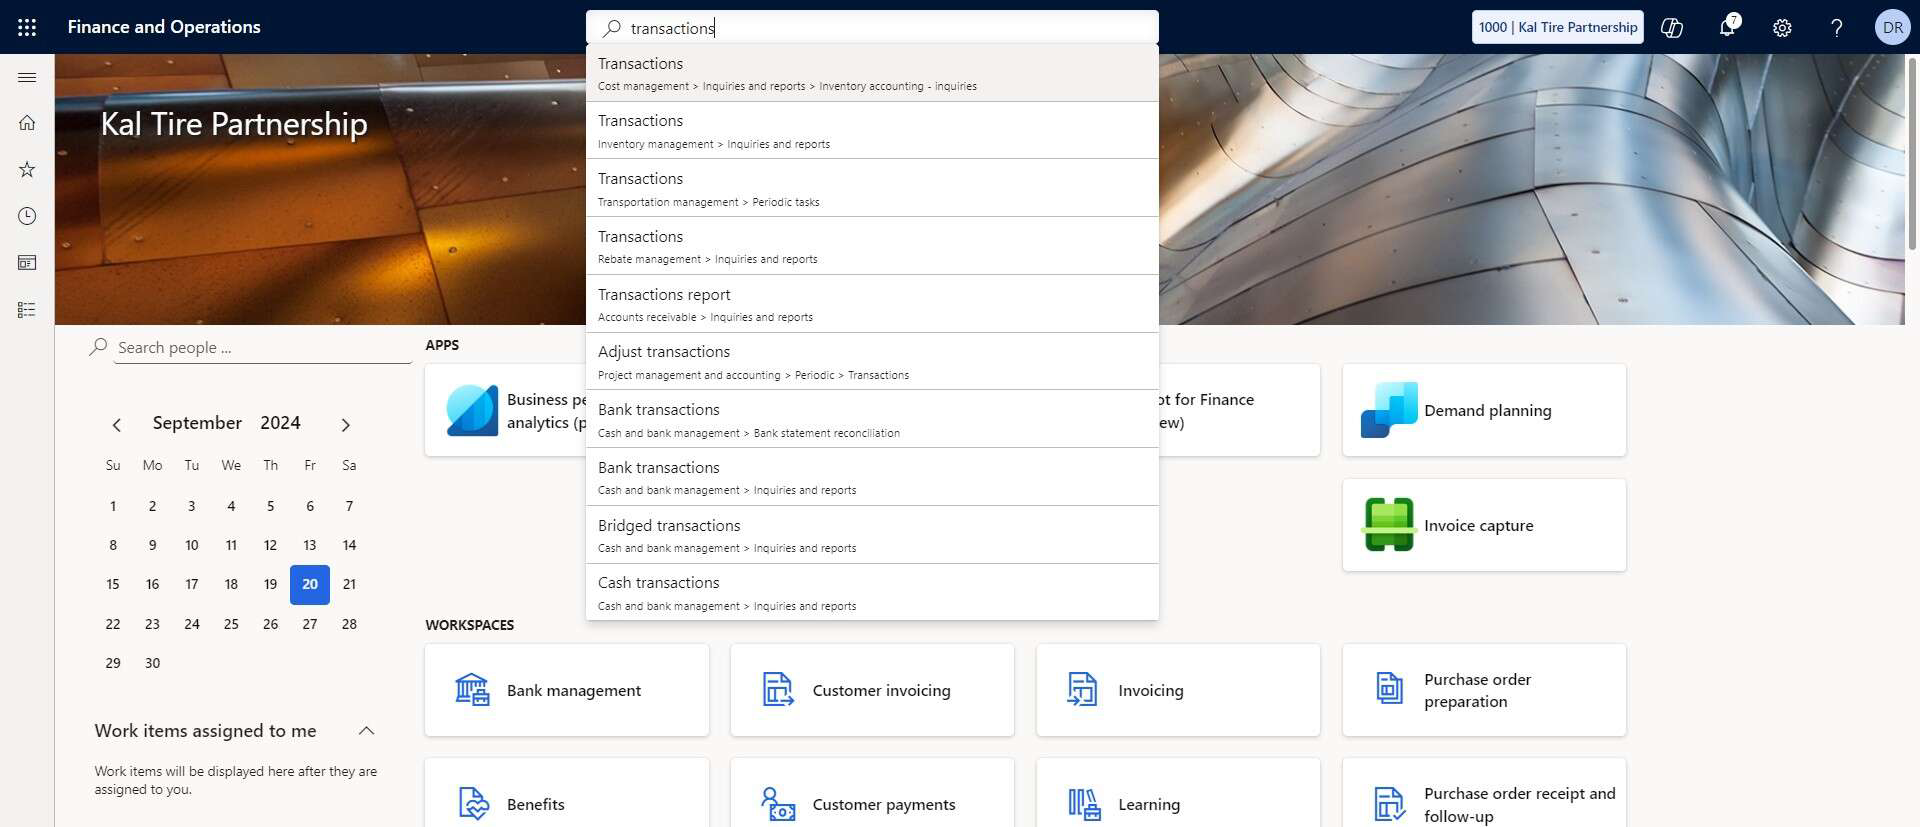 Finance and Operations
transactions
1000 | Kal Tire Partnership
7
DR
Kal Tire Partnership
Transactions
Cost management > Inquiries and reports > Inventory accounting - inquiries
Transactions
Inventory management > Inquiries and reports
Transactions
Transportation management > Periodic tasks
Transactions
Rebate management > Inquiries and reports
Transactions report
Accounts receivable > Inquiries and reports
Adjust transactions
Project management and accounting > Periodic > Transactions
Bank transactions
Cash and bank management > Bank statement reconciliation
Bank transactions
Cash and bank management > Inquiries and reports
Bridged transactions
Cash and bank management > Inquiries and reports
Cash transactions
Cash and bank management > Inquiries and reports
Search people ...
September 2024
Su Mo Tu We Th Fr Sa
1 2 3 4 5 6 7
8 9 10 11 12 13 14
15 16 17 18 19 20 21
22 23 24 25 26 27 28
29 30
Work items assigned to me
Work items will be displayed here after they are
assigned to you.
APPS
Business pe
analytics (p
ot for Finance
ew)
Demand planning
Invoice capture
WORKSPACES
Bank management
Customer invoicing
Invoicing
Purchase order
preparation
Benefits
Customer payments
Learning
Purchase order receipt and
follow-up